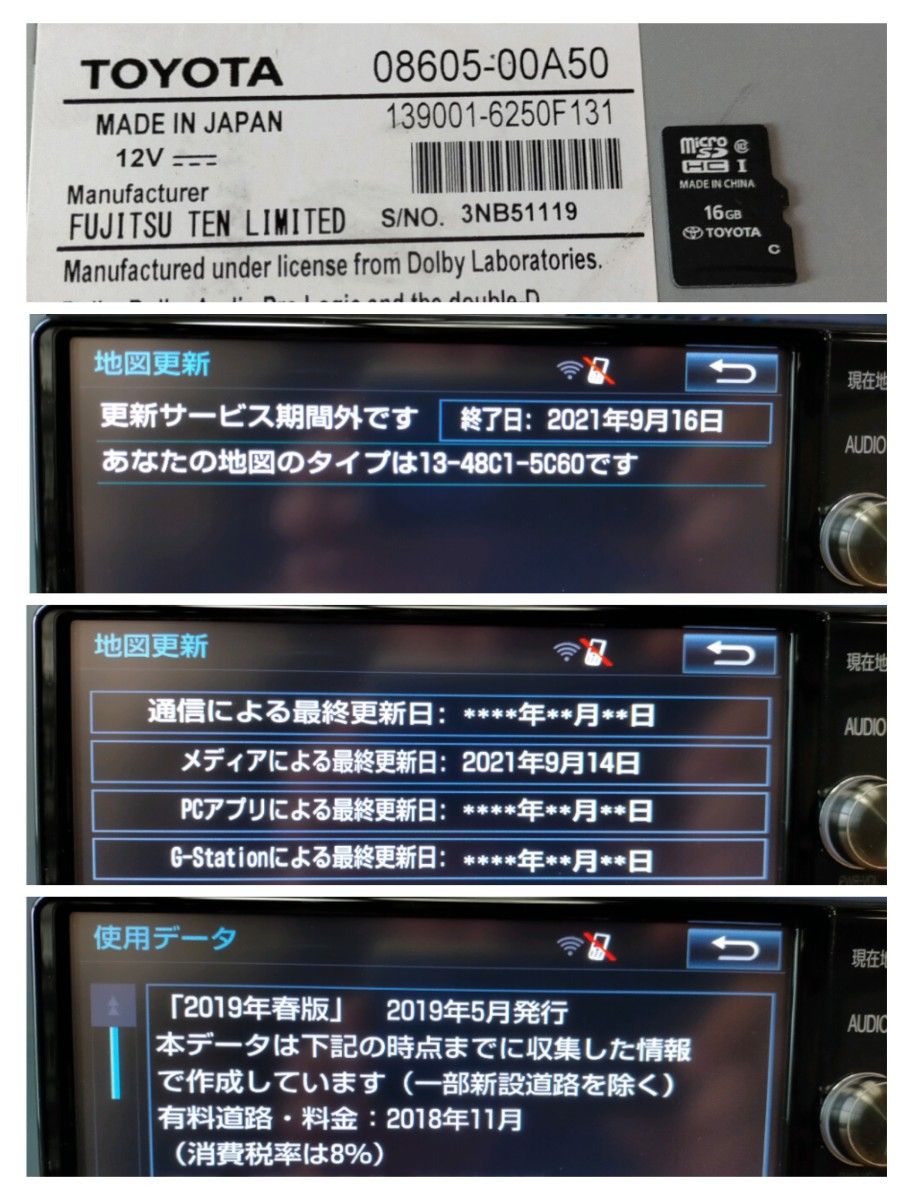 TOYOTA 08605-00A50
MADE IN JAPAN 139001-6250F131
12V
Manufacturer
FUJITSU TEN LIMITED S/NO. 3NB51119
Manufactured under license from Dolby Laboratories.
and the double-D
micro SD HC I
MADE IN CHINA
16GB
TOYOTA
C
地図更新
現在地
更新サービス期間外です 終了日: 2021年9月16日
AUDIO
あなたの地図のタイプは13-48C1-5C60です
地図更新
現在地
通信による最終更新日: ****年**月**日
AUDIO
メディアによる最終更新日: 2021年9月14日
PCアプリによる最終更新日: ****年**月**日
G-Stationによる最終更新日: ****年**月**日
使用データ
現在
「2019年春版」 2019年5月発行
AUDIO
本データは下記の時点までに収集した情報
で作成しています（一部新設道路を除く）
有料道路・料金：2018年11月
（消費税率は8%）